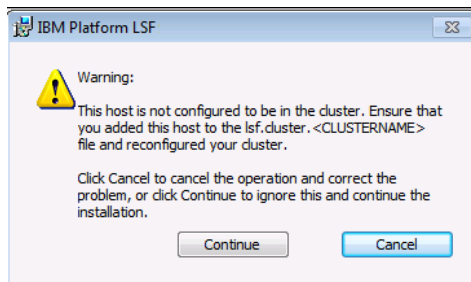 IBM Platform LSF
Warning:
This host is not configured to be in the cluster. Ensure that
you added this host to the lsf.cluster.<CLUSTERNAME>
file and reconfigured your cluster.
Click Cancel to cancel the operation and correct the
problem, or click Continue to ignore this and continue the
installation.
Continue Cancel